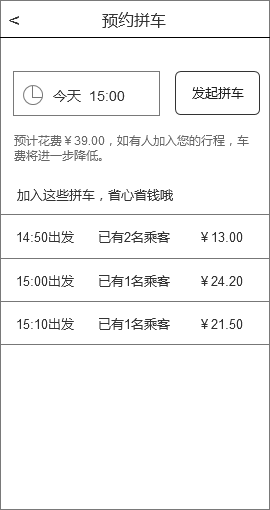 < 预约拼车
今天 15:00 发起拼车
预计花费￥39.00，如有人加入您的行程，车
费将进一步降低。
加入这些拼车，省心省钱哦
14:50出发 已有2名乘客 ￥13.00
15:00出发 已有1名乘客 ￥24.20
15:10出发 已有1名乘客 ￥21.50